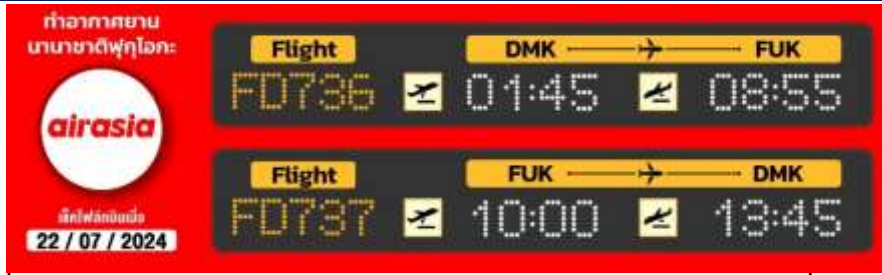 ท่าอากาศยาน
นานาชาติฟุกุโอกะ
airasia
เช็คไฟล์ทบินเมื่อ
22 / 07 / 2024
Flight DMK FUK
FD736 01:45 08:55
Flight FUK DMK
FD737 10:00 13:45